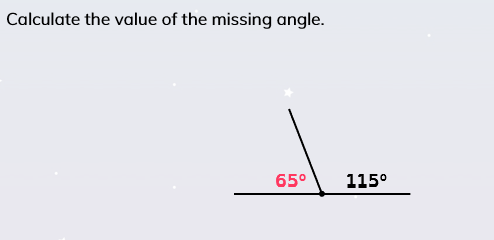 Calculate the value of the missing angle.
65° 115°